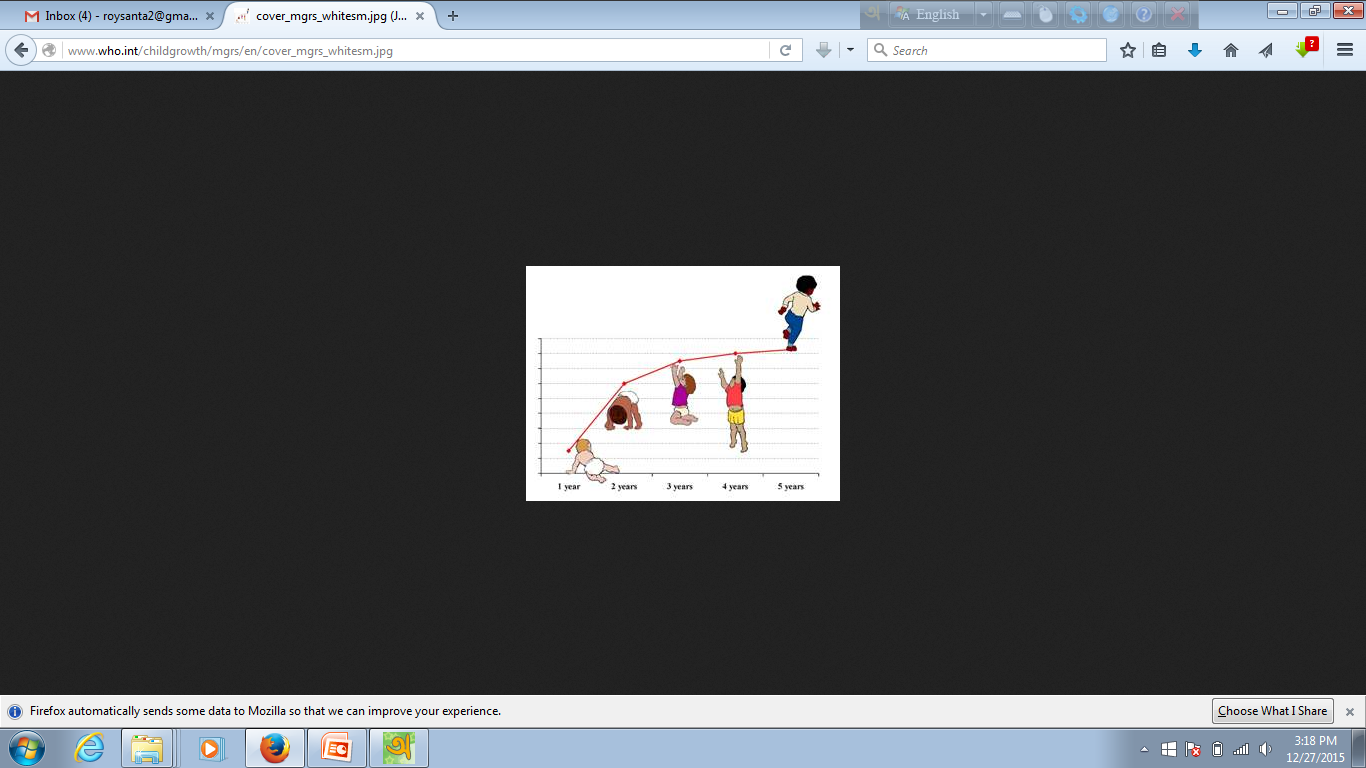 Inbox (4) - roysanta2@gma...
cover_mgrs_whitesm.jpg (J...
English
www.who.int/childgrowth/mgrs/en/cover_mgrs_whitesm.jpg
Search
1 year 2 years 3 years 4 years 5 years
Firefox automatically sends some data to Mozilla so that we can improve your experience.
Choose What I Share
3:18 PM
12/27/2015